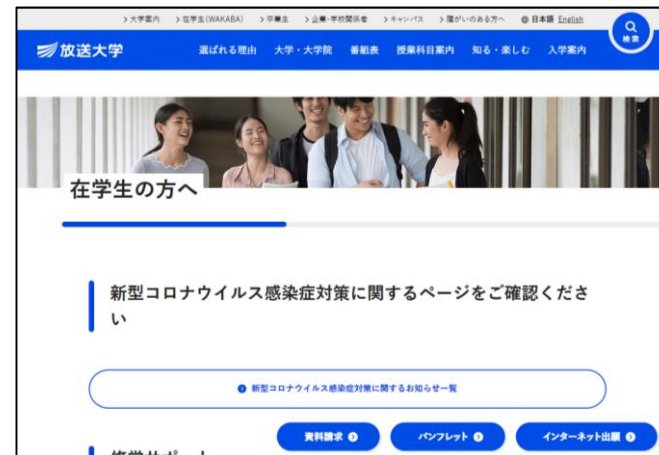 > 大学案内 > 在学生(WAKABA) > 卒業生 > 企業・学校関係者 > キャンパス > 障がいのある方へ 日本語 English
検索
放送大学 選ばれる理由 大学・大学院 番組表 授業科目案内 知る・楽しむ 入学案内
在学生の方へ
新型コロナウイルス感染症対策に関するページをご確認くださ
い
新型コロナウイルス感染症対策に関するお知らせ一覧
資料請求 パンフレット インターネット出願
修学サポート